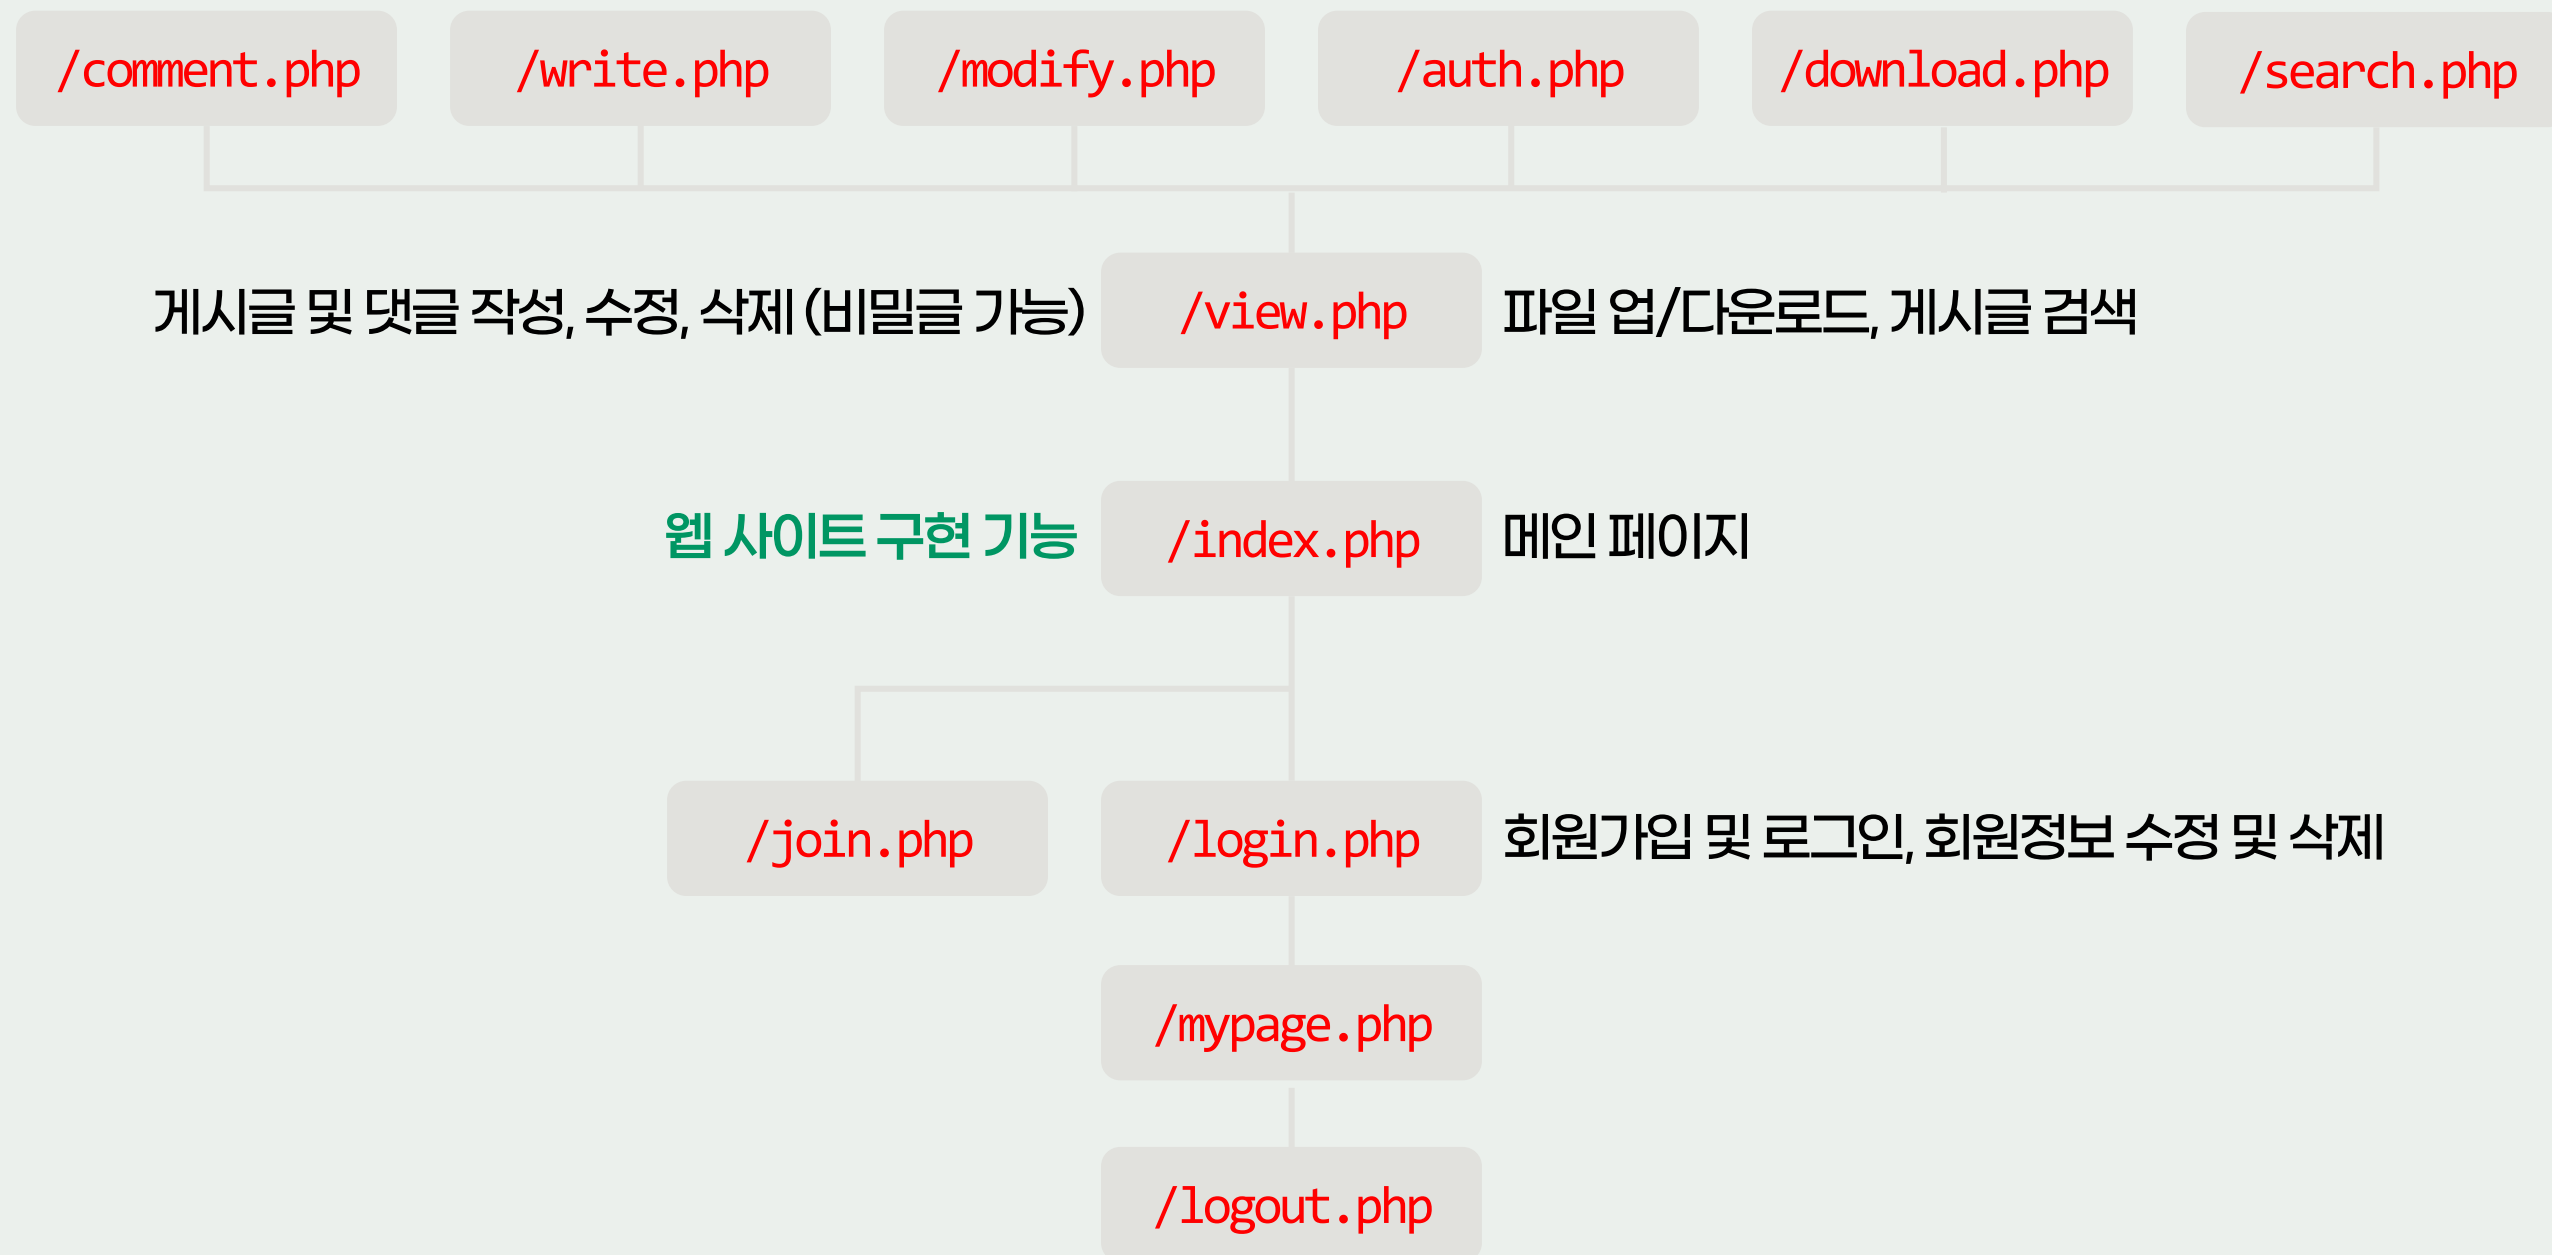 /comment.php
/write.php
/modify.php
/auth.php
/download.php
/search.php
게시글 및 댓글 작성, 수정, 삭제 (비밀글 가능)
/view.php
파일 업/다운로드, 게시글 검색
웹 사이트 구현 기능
/index.php
메인 페이지
/join.php
/login.php
회원가입 및 로그인, 회원정보 수정 및 삭제
/mypage.php
/logout.php